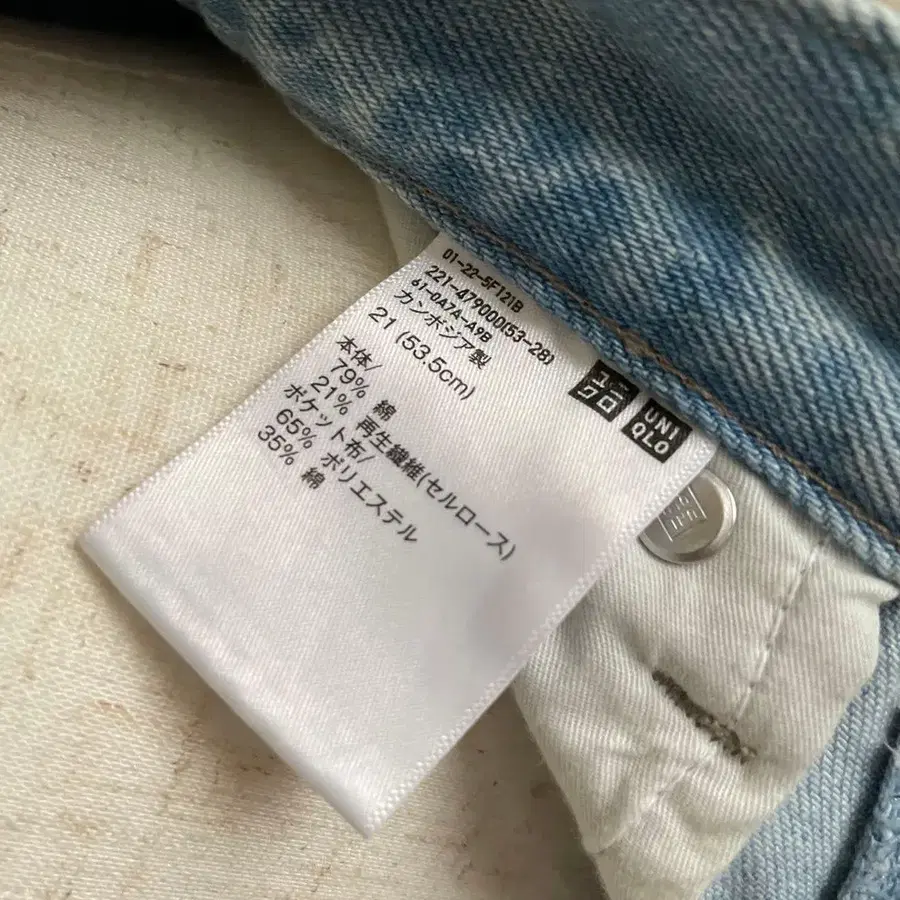 01-22-5F121B
221-479000(53-28)
61-0A7A-A9B
カンボジア製
21 (53.5cm)
本体/
79% 綿
21% 再生繊維(セルロース)
ポケット布/
65% ポリエステル
35% 綿
ユニ
クロ
UNI
QLO